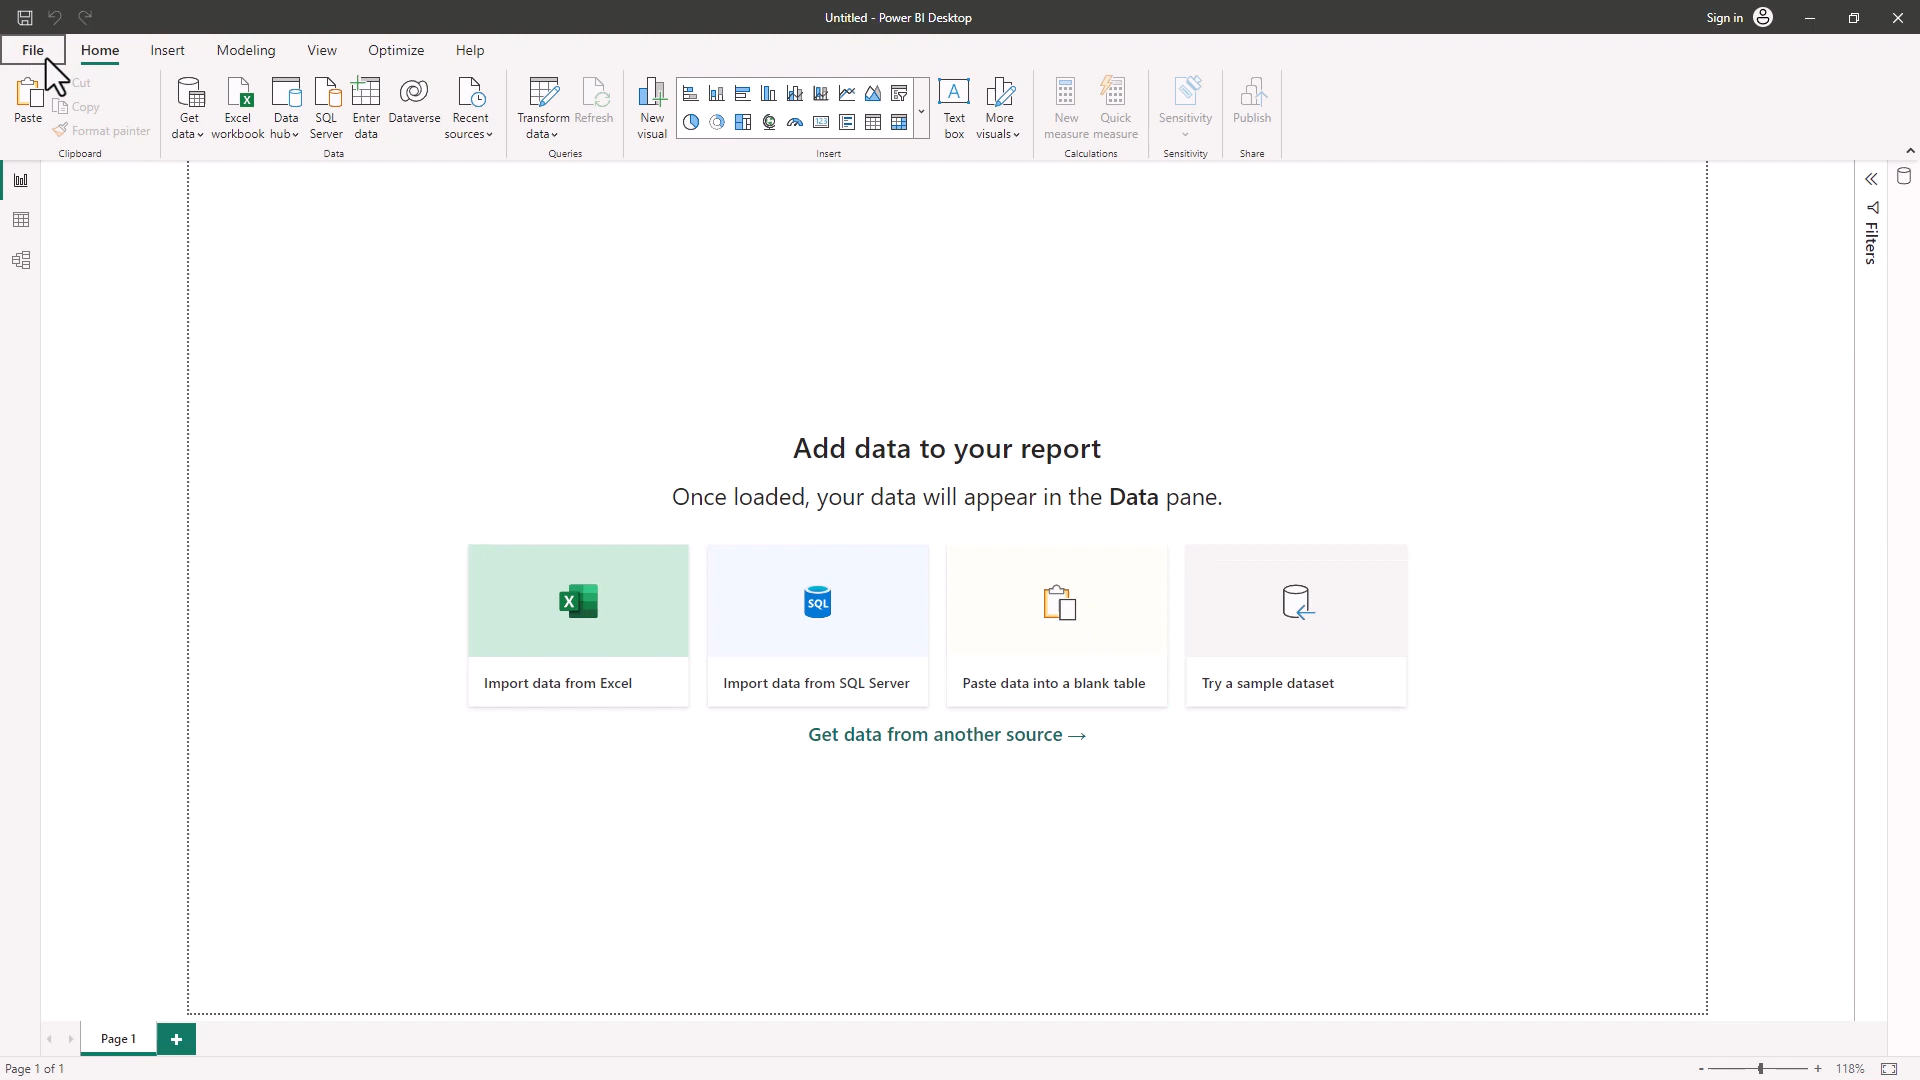 Untitled - Power BI Desktop
Sign in
File Home Insert Modeling View Optimize Help
Paste
Cut
Copy
Format painter
Clipboard
Get data
Excel workbook
Data hub
SQL Server
Enter data
Dataverse
Recent sources
Data
Transform data
Refresh
Queries
New visual
123
A
Text box
More visuals
Insert
New measure
Quick measure
Calculations
Sensitivity
Sensitivity
Publish
Share
Filters
Add data to your report
Once loaded, your data will appear in the Data pane.
X
SQL
Import data from Excel
Import data from SQL Server
Paste data into a blank table
Try a sample dataset
Get data from another source →
Page 1
+
Page 1 of 1
- + 118%